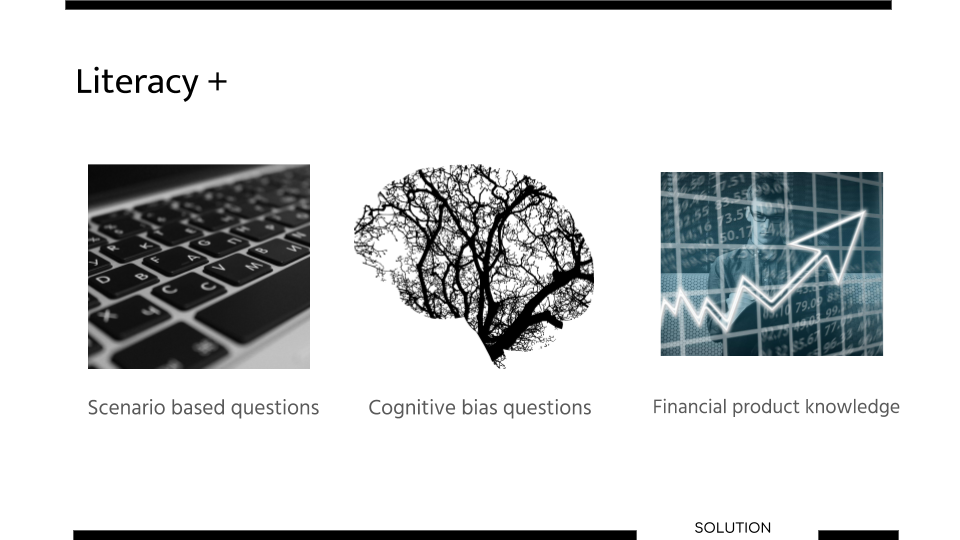 Literacy +
Scenario based questions
Cognitive bias questions
Financial product knowledge
SOLUTION